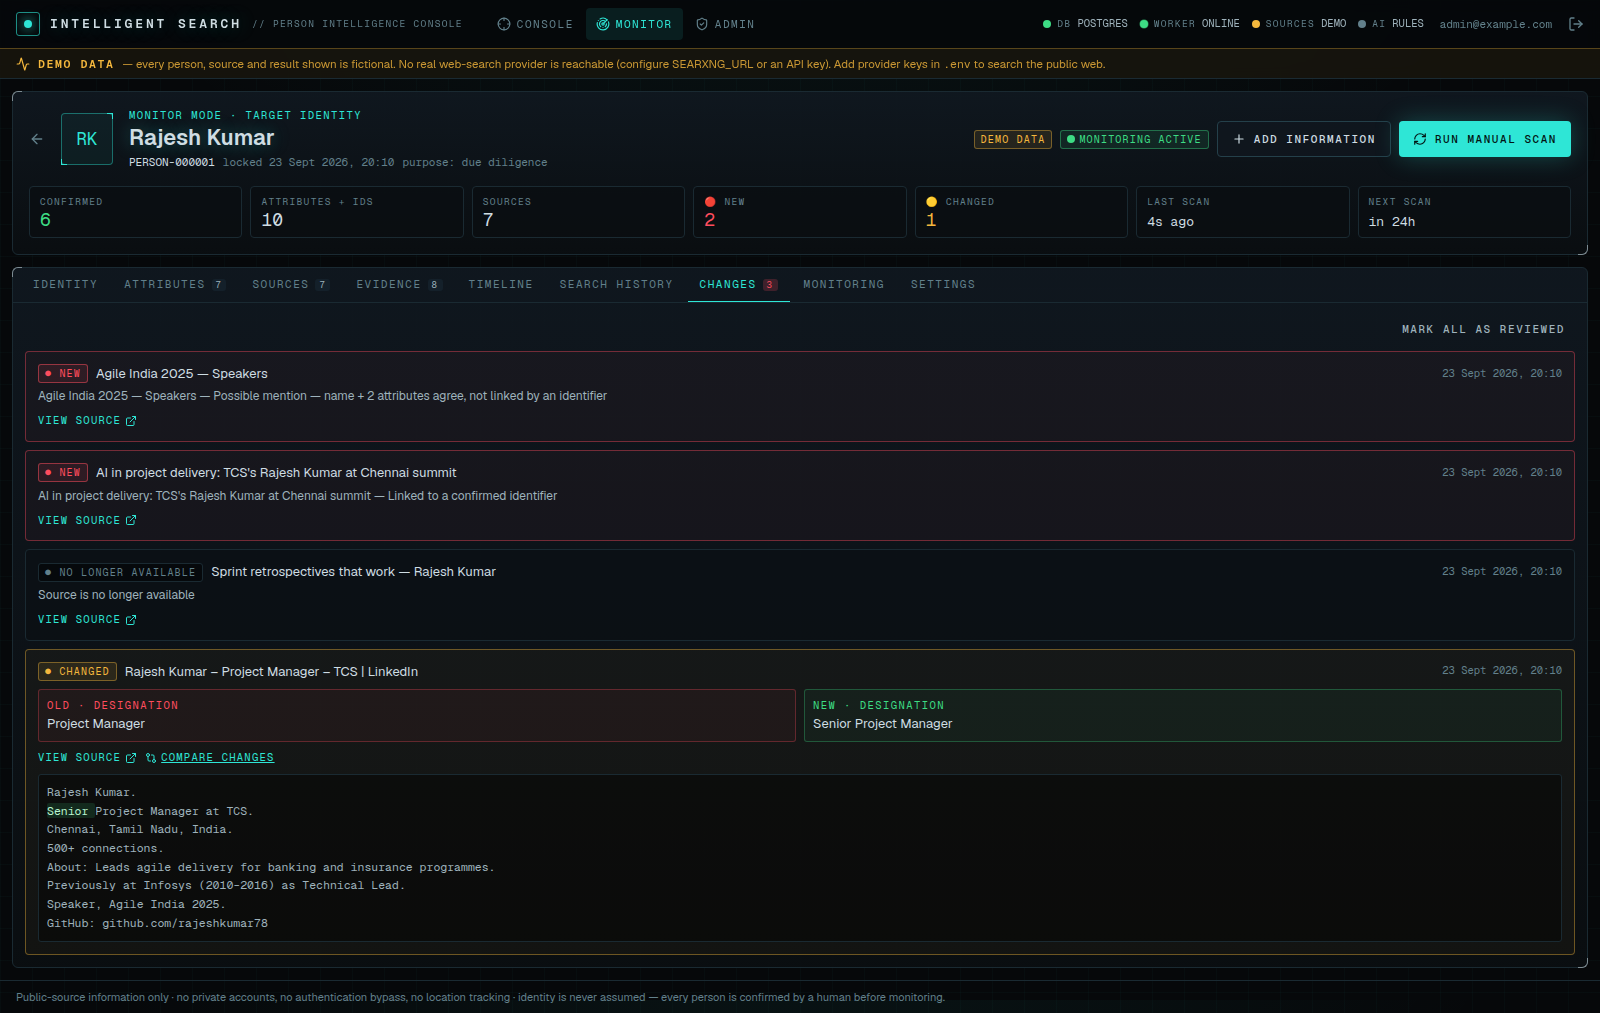 INTELLIGENT SEARCH // PERSON INTELLIGENCE CONSOLE CONSOLE MONITOR ADMIN DB POSTGRES WORKER ONLINE SOURCES DEMO AI RULES admin@example.com
DEMO DATA — every person, source and result shown is fictional. No real web-search provider is reachable (configure SEARXNG_URL or an API key). Add provider keys in .env to search the public web.
MONITOR MODE · TARGET IDENTITY
RK Rajesh Kumar DEMO DATA MONITORING ACTIVE ADD INFORMATION RUN MANUAL SCAN
PERSON-000001 locked 23 Sept 2026, 20:10 purpose: due diligence
CONFIRMED ATTRIBUTES + IDS SOURCES NEW CHANGED LAST SCAN NEXT SCAN
6 10 7 2 1 4s ago in 24h
IDENTITY ATTRIBUTES 7 SOURCES 7 EVIDENCE 8 TIMELINE SEARCH HISTORY CHANGES 3 MONITORING SETTINGS
MARK ALL AS REVIEWED
NEW Agile India 2025 — Speakers 23 Sept 2026, 20:10
Agile India 2025 — Speakers — Possible mention — name + 2 attributes agree, not linked by an identifier
VIEW SOURCE
NEW AI in project delivery: TCS's Rajesh Kumar at Chennai summit 23 Sept 2026, 20:10
AI in project delivery: TCS's Rajesh Kumar at Chennai summit — Linked to a confirmed identifier
VIEW SOURCE
NO LONGER AVAILABLE Sprint retrospectives that work — Rajesh Kumar 23 Sept 2026, 20:10
Source is no longer available
VIEW SOURCE
CHANGED Rajesh Kumar – Project Manager – TCS | LinkedIn 23 Sept 2026, 20:10
OLD · DESIGNATION NEW · DESIGNATION
Project Manager Senior Project Manager
VIEW SOURCE COMPARE CHANGES
Rajesh Kumar.
Senior Project Manager at TCS.
Chennai, Tamil Nadu, India.
500+ connections.
About: Leads agile delivery for banking and insurance programmes.
Previously at Infosys (2010-2016) as Technical Lead.
Speaker, Agile India 2025.
GitHub: github.com/rajeshkumar78
Public-source information only · no private accounts, no authentication bypass, no location tracking · identity is never assumed — every person is confirmed by a human before monitoring.